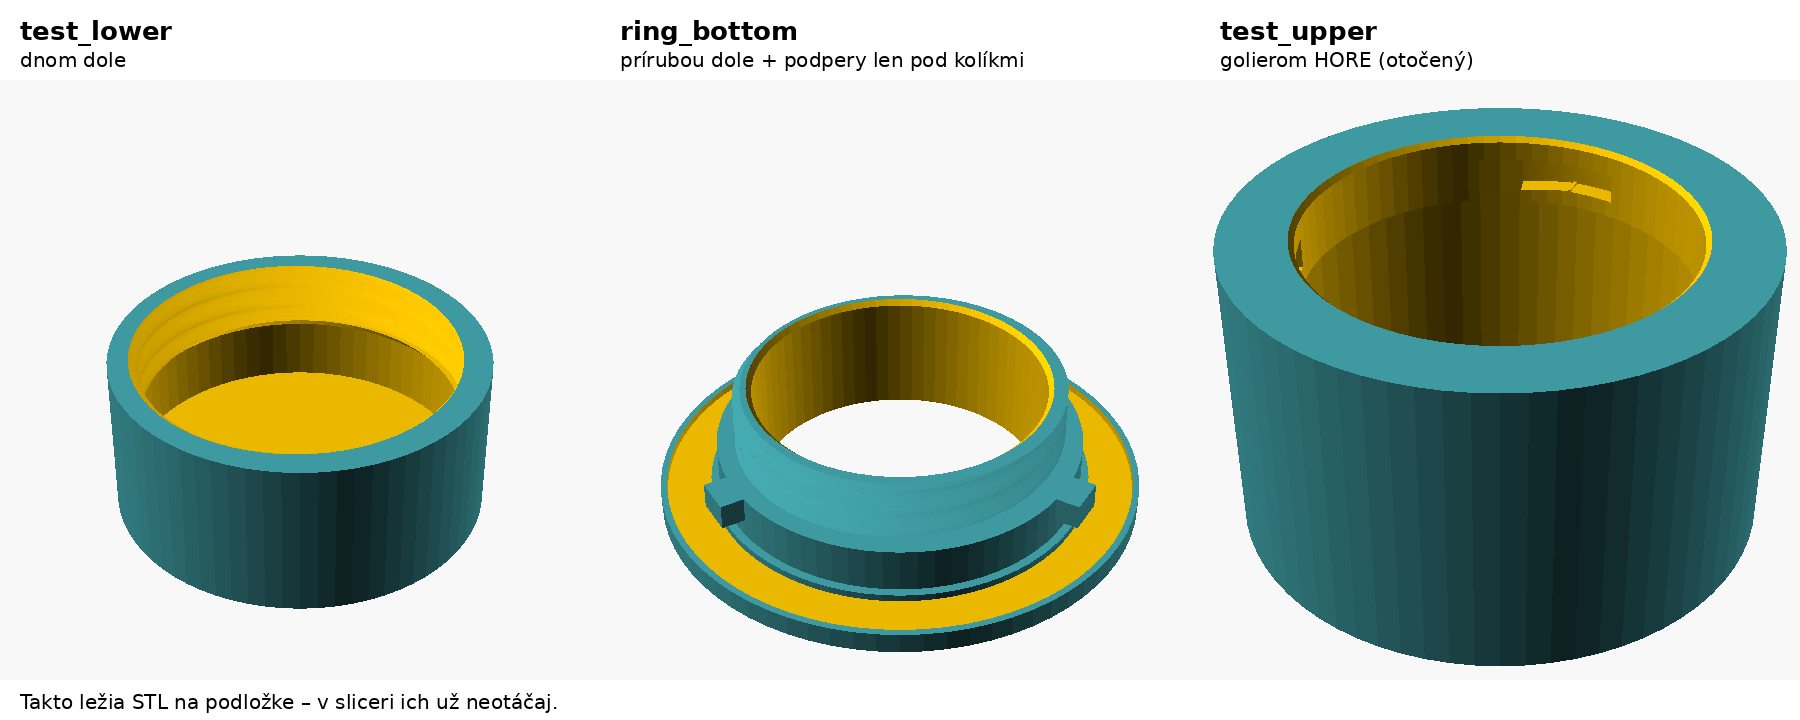 test_lower
dnom dole
ring_bottom
prírubou dole + podpery len pod kolíkmi
test_upper
golierom HORE (otočený)
Takto ležia STL na podložke – v sliceri ich už neotáčaj.